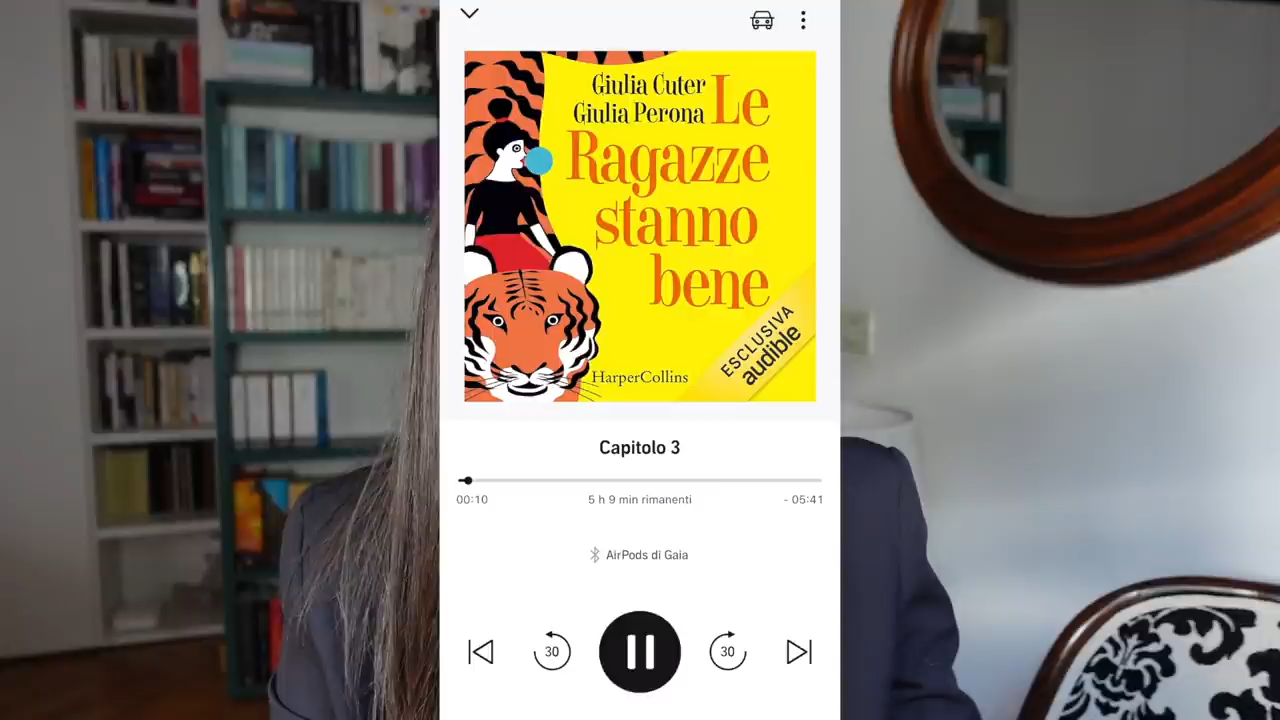 Giulia Cuter
Giulia Perona
Le
Ragazze
stanno
bene
ESCLUSIVA
audible
HarperCollins
Capitolo 3
00:10
5 h 9 min rimanenti
- 05:41
AirPods di Gaia
30
30